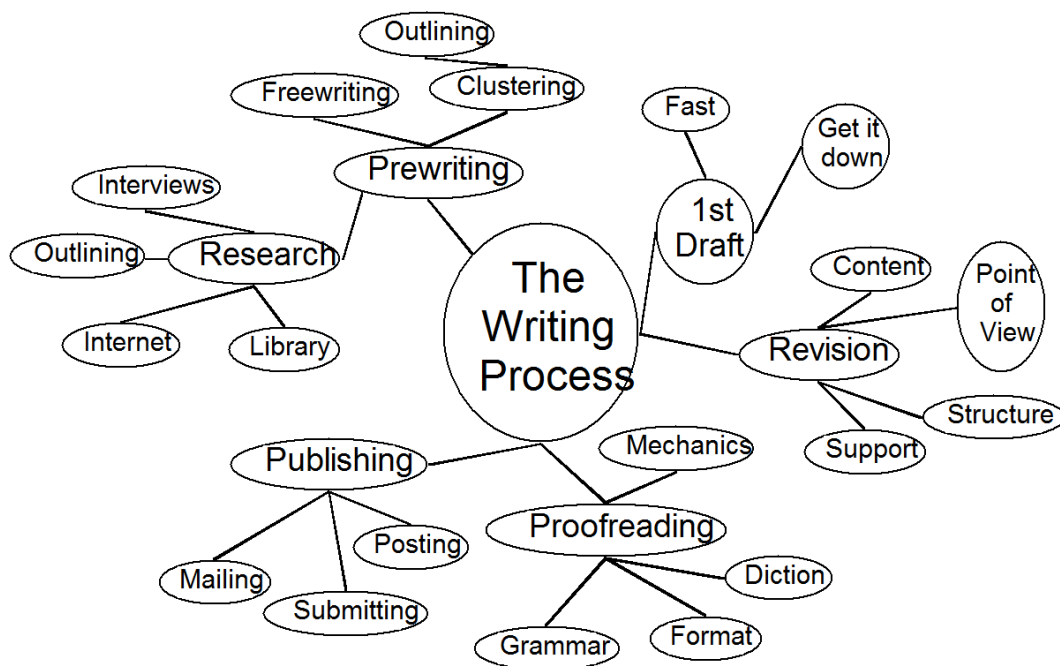 Outlining
Clustering
Freewriting
Prewriting
Fast
Get it
down
Interviews
Outlining
Research
Internet
Library
1st
Draft
The
Writing
Process
Content
Point
of
View
Revision
Structure
Support
Mechanics
Publishing
Proofreading
Posting
Mailing
Submitting
Diction
Format
Grammar